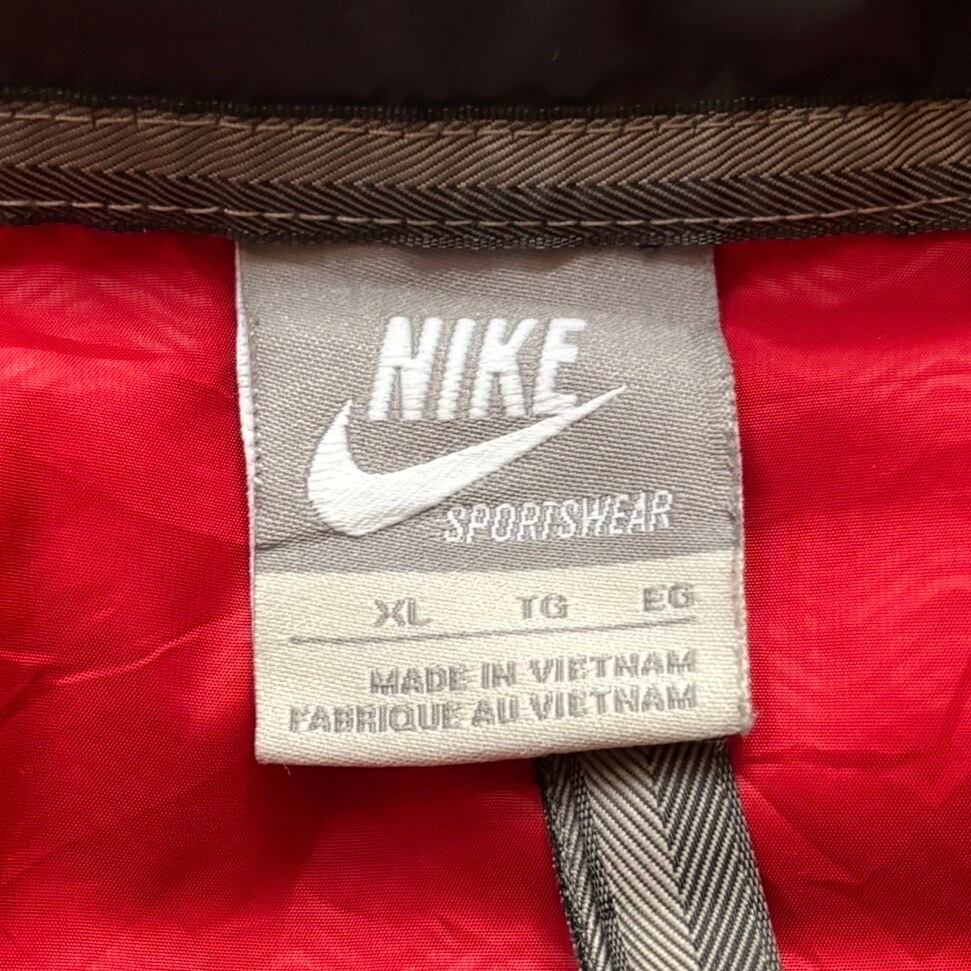 NIKE
SPORTSWEAR
XL TG EG
MADE IN VIETNAM
FABRIQUE AU VIETNAM